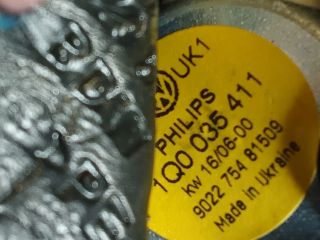 UK1
PHILIPS
1Q0 035 411
KW 16/06-00
9022 754 81509
Made in Ukraine